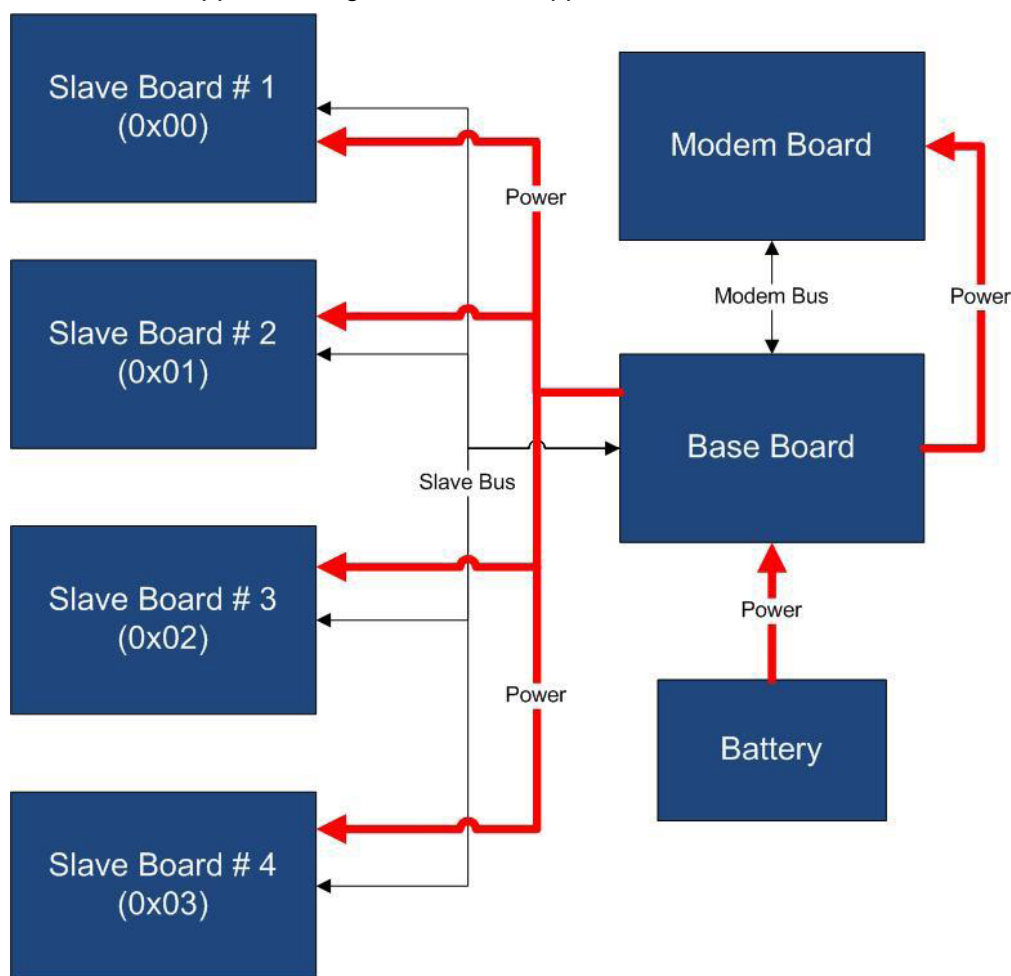 Slave Board # 1
(0x00)
Modem Board
Power
Slave Board # 2
(0x01)
Modem Bus
Power
Base Board
Slave Bus
Slave Board # 3
(0x02)
Power
Power
Battery
Slave Board # 4
(0x03)